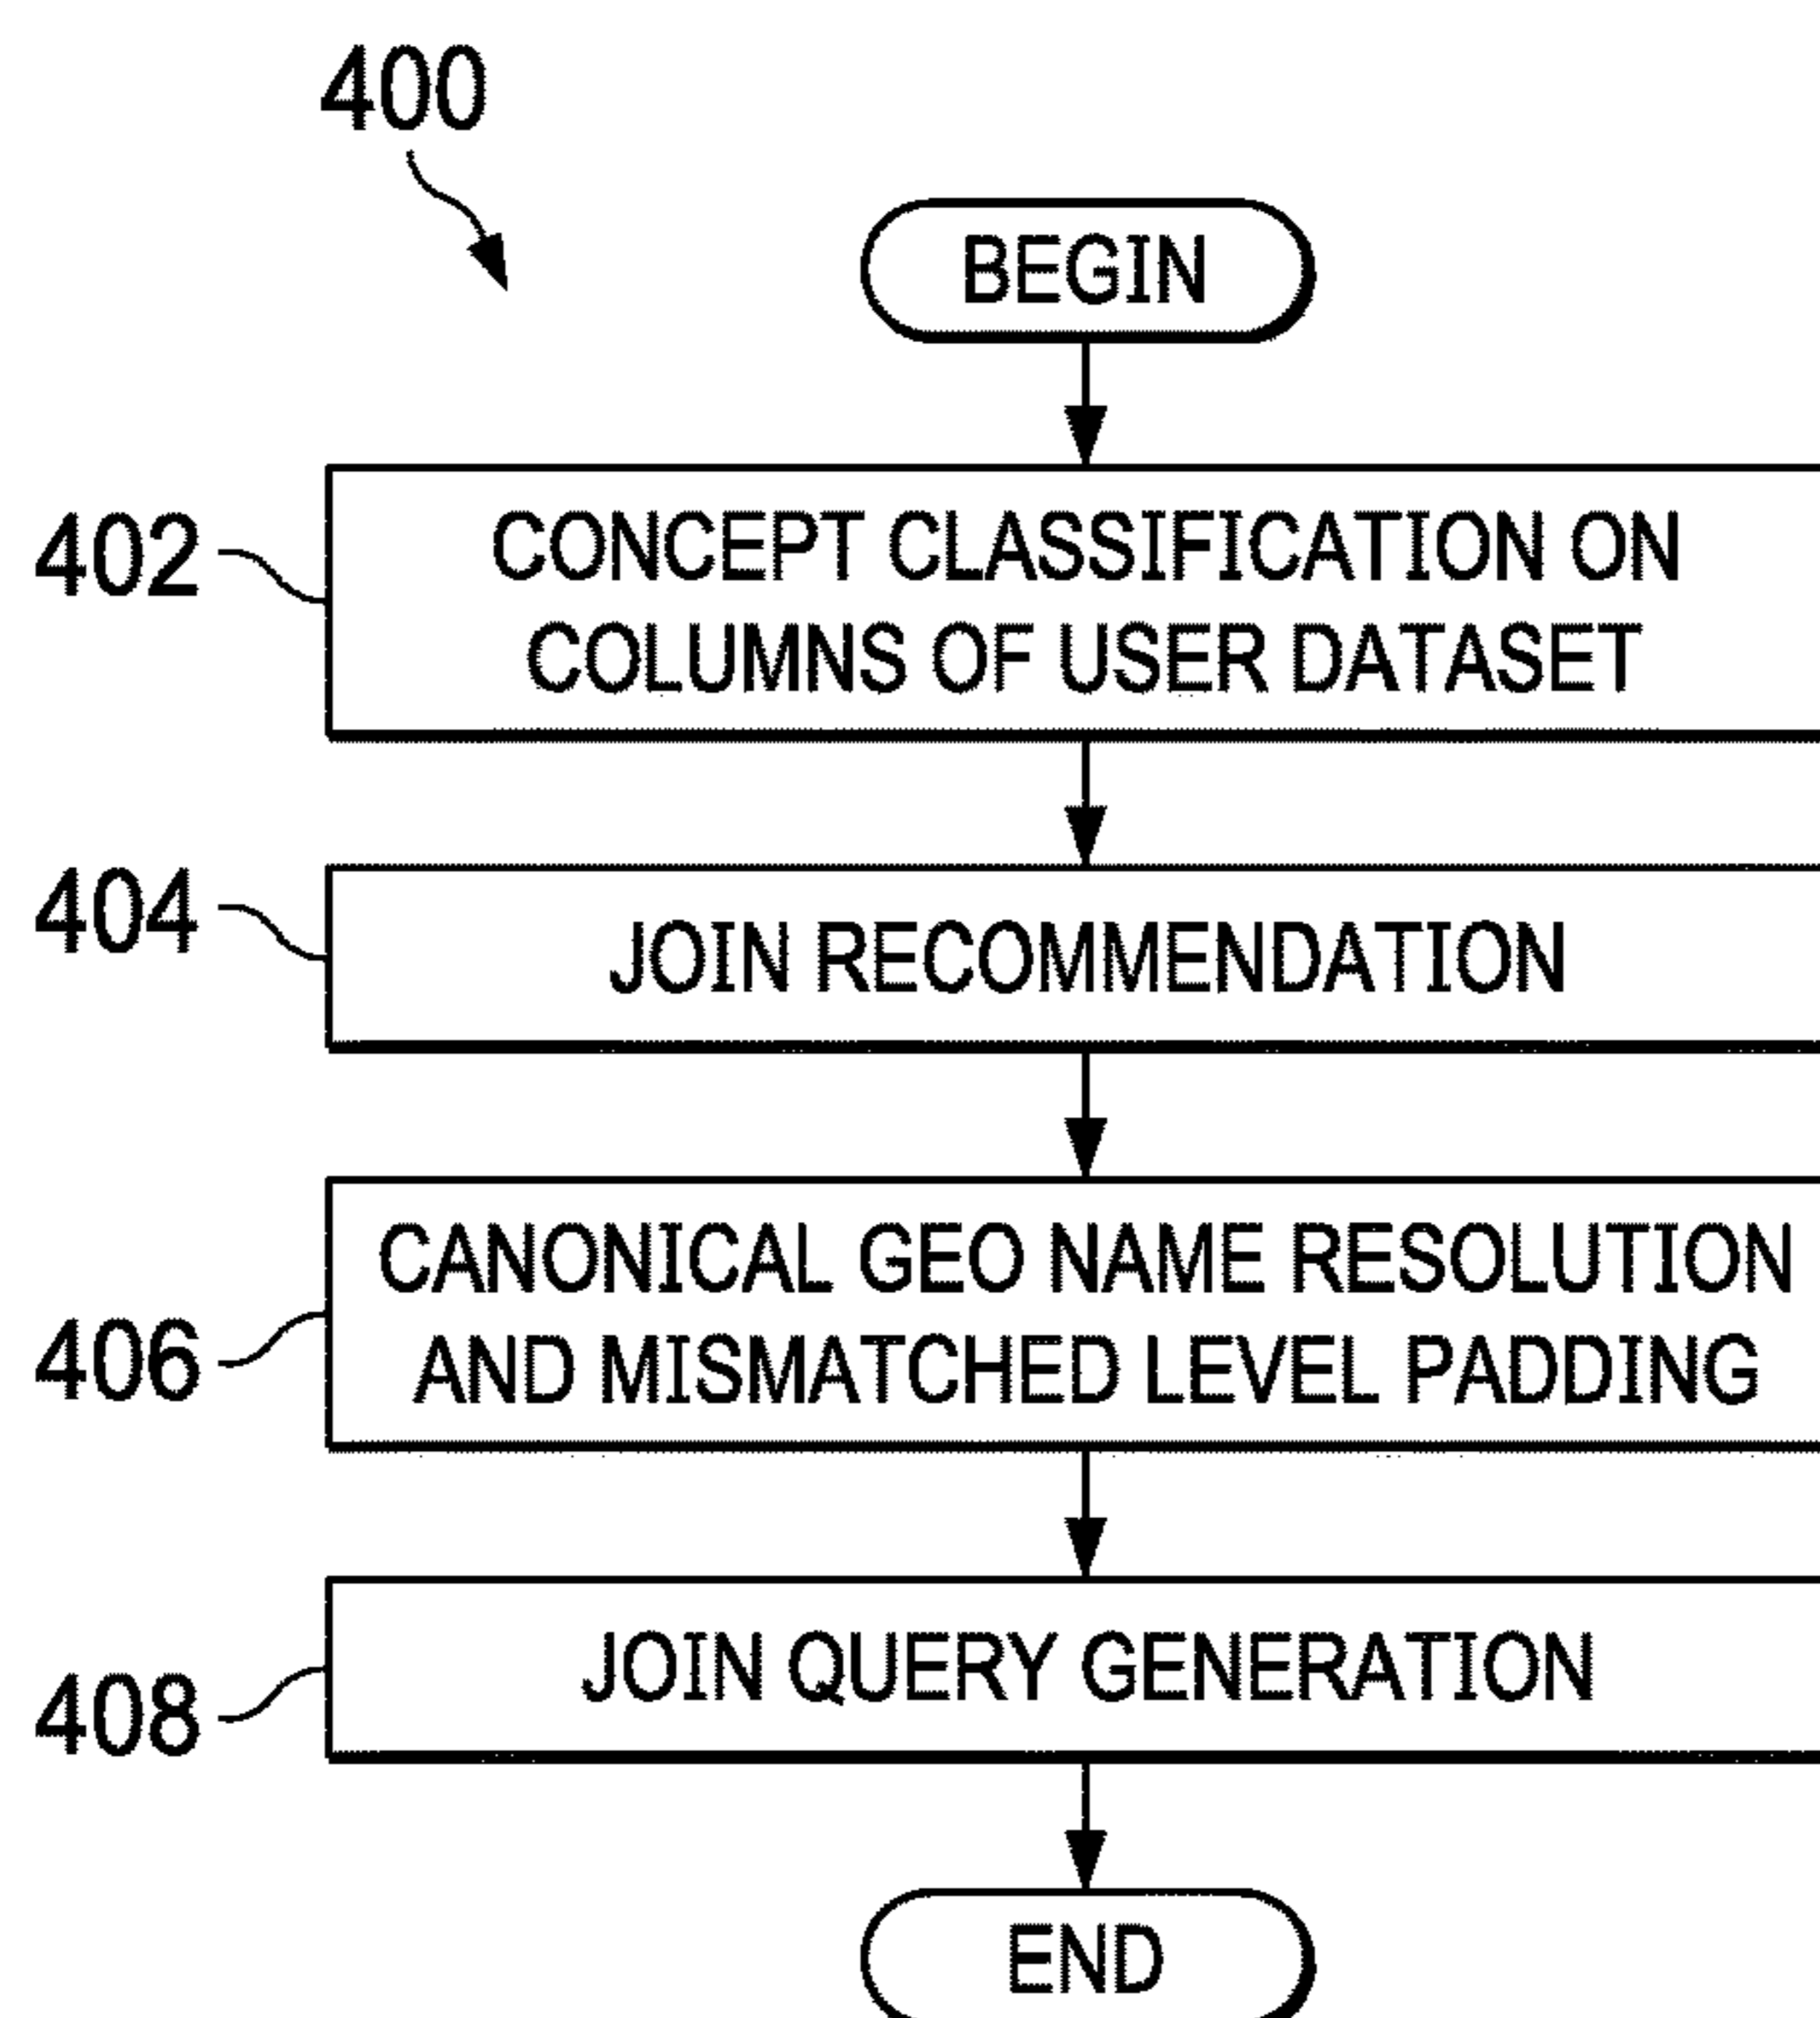 400
BEGIN
402
CONCEPT CLASSIFICATION ON
COLUMNS OF USER DATASET
404
JOIN RECOMMENDATION
406
CANONICAL GEO NAME RESOLUTION
AND MISMATCHED LEVEL PADDING
408
JOIN QUERY GENERATION
END